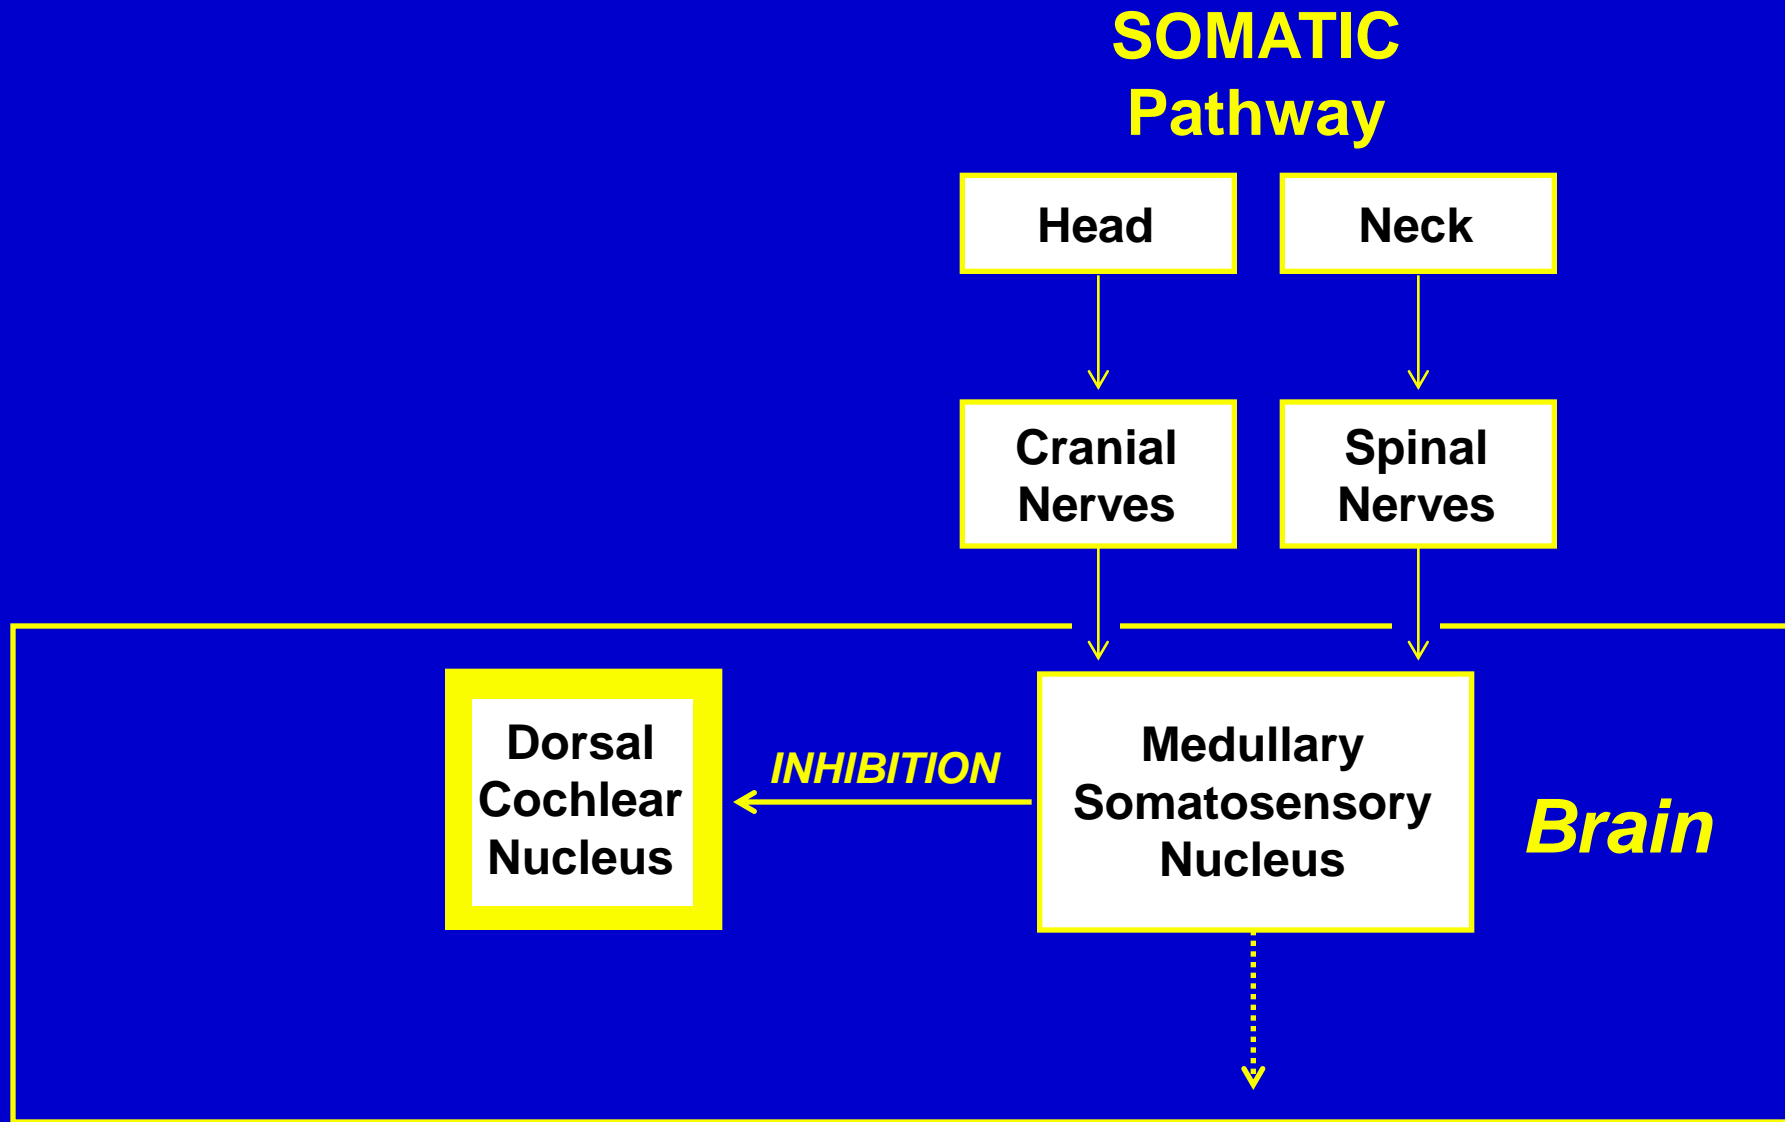 SOMATIC
Pathway
Head
Neck
Cranial
Nerves
Spinal
Nerves
Dorsal
Cochlear
Nucleus
INHIBITION
Medullary
Somatosensory
Nucleus
Brain